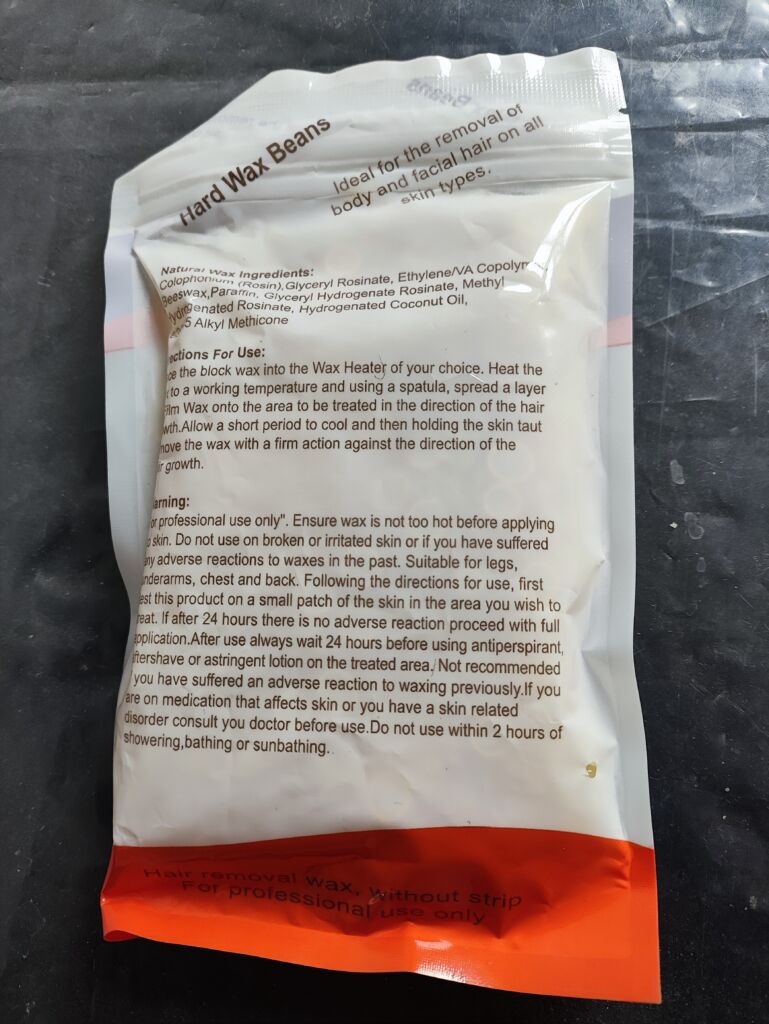 Hard Wax Beans
Ideal for the removal of
body and facial hair on all
skin types.
Natural Wax Ingredients:
Colophonium (Rosin),Glyceryl Rosinate, Ethylene/VA Copolym
Beeswax,Paraffin, Glyceryl Hydrogenate Rosinate, Methyl
Hydrogenated Rosinate, Hydrogenated Coconut Oil,
5 Alkyl Methicone
ections For Use:
ce the block wax into the Wax Heater of your choice. Heat the
to a working temperature and using a spatula, spread a layer
Film Wax onto the area to be treated in the direction of the hair
wth.Allow a short period to cool and then holding the skin taut
move the wax with a firm action against the direction of the
ir growth.
arning:
or professional use only". Ensure wax is not too hot before applying
o skin. Do not use on broken or irritated skin or if you have suffered
any adverse reactions to waxes in the past. Suitable for legs,
underarms, chest and back. Following the directions for use, first
est this product on a small patch of the skin in the area you wish to
reat. If after 24 hours there is no adverse reaction proceed with full
application.After use always wait 24 hours before using antiperspirant,
aftershave or astringent lotion on the treated area. Not recommended
you have suffered an adverse reaction to waxing previously.If you
are on medication that affects skin or you have a skin related
disorder consult you doctor before use.Do not use within 2 hours of
showering,bathing or sunbathing.
Hair removal wax, without strip
For professional use only